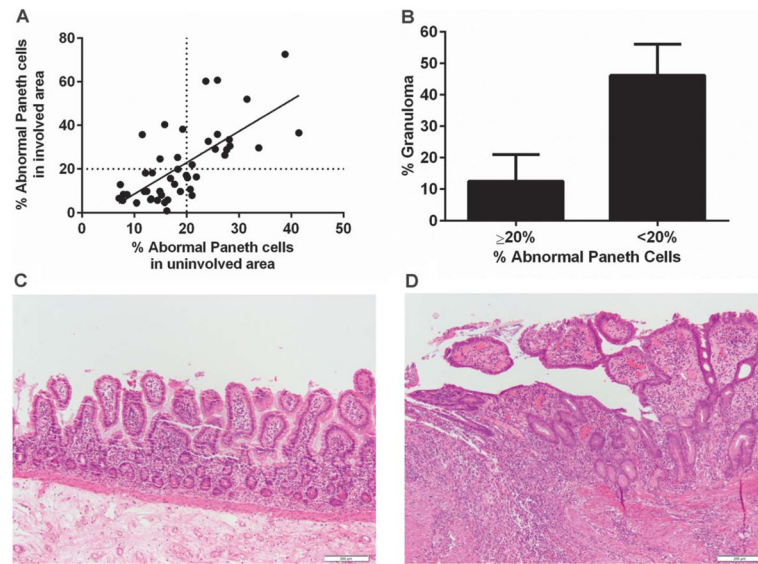 A
% Abnormal Paneth cells
in involved area
80
60
40
20
0
0
10
20
30
40
50
% Abormal Paneth cells
in uninvolved area
B
% Granuloma
60
50
40
30
20
10
0
≥20%
<20%
% Abnormal Paneth Cells
C
D